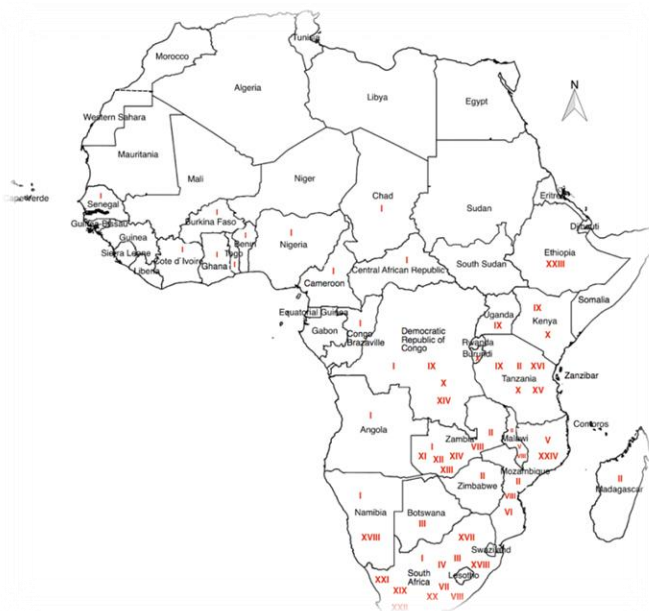 Tunisia
Morocco
N
Algeria
Libya
Egypt
Western Sahara
Mauritania
Mali
Niger
Cape Verde
I
Senegal
Chad
I
Sudan
Eritrea
Djibouti
Guinea-Bissau
I
Burkina Faso
I
Benin
I
Nigeria
Guinea
I
Cote d´Ivoire
I
Ghana
Togo
I
Sierra Leone
Liberia
I
Cameroon
I
Central African Republic
South Sudan
Ethiopia
XXIII
Somalia
Equatorial Guinea
Gabon
I
Congo
Brazaville
Democratic
Republic of
Congo
Uganda
IX
IX
Kenya
X
Rwanda
Burundi
I IX
X
XIV
IX II XVI
Tanzania
X XV
Zanzibar
Comoros
I
Angola
II
Zambia
I VIII
XI XII XIV
XIII
Malawi
V
XXIV
VIII
Mozambique
II
VIII
VI
II
Zimbabwe
II
Madagascar
I
Namibia
XVIII
Botswana
III
XVII
Swaziland
I III
IV XVIII
South
Africa
Lesotho
XXI
XIX VII
XX VIII
XXII